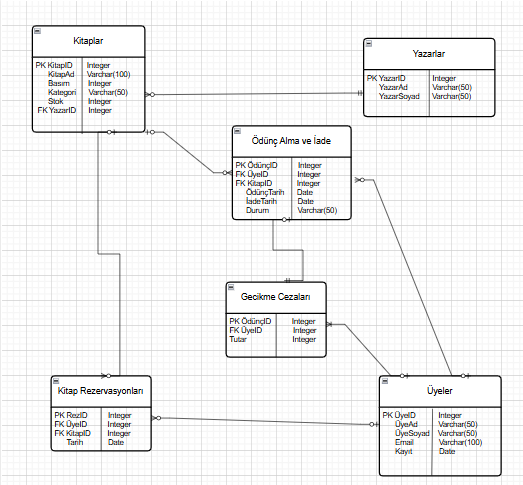 Kitaplar
PK KitapID Integer
KitapAd Varchar(100)
Basım Integer
Kategori Varchar(50)
Stok Integer
FK YazarID Integer
Yazarlar
PK YazarID Integer
YazarAd Varchar(50)
YazarSoyad Varchar(50)
Ödünç Alma ve İade
PK ÖdünçID Integer
FK ÜyeID Integer
FK KitapID Integer
ÖdünçTarih Date
İadeTarih Date
Durum Varchar(50)
Gecikme Cezaları
PK ÖdünçID Integer
FK ÜyeID Integer
Tutar Integer
Kitap Rezervasyonları
PK RezID Integer
FK ÜyeID Integer
FK KitapID Integer
Tarih Date
Üyeler
PK ÜyeID Integer
ÜyeAd Varchar(50)
ÜyeSoyad Varchar(50)
Email Varchar(100)
Kayıt Date